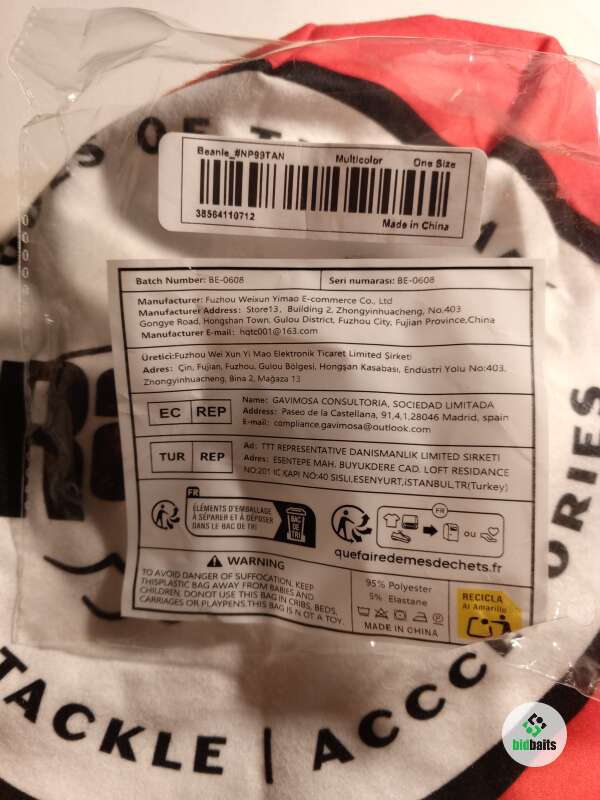 OF T
Beanie_#NP99TAN Multicolor One Size
38564110712
Made in China
Batch Number: BE-0608 Seri numarası: BE-0608
Manufacturer: Fuzhou Weixun Yimao E-commerce Co., Ltd
Manufacturer Address: Store13, Building 2, Zhongyinhuacheng, No.403
Gongye Road, Hongshan Town, Gulou District, Fuzhou City, Fujian Province,China
Manufacturer E-mail: hqtc001@163.com
Üretici:Fuzhou Wei Xun Yi Mao Elektronik Ticaret Limited Şirketi
Adres: Çin, Fujian, Fuzhou, Gulou Bölgesi, Hongşan Kasabası, Endüstri Yolu No:403,
Zhongyinhuacheng, Bina 2, Mağaza 13
EC REP
Name: GAVIMOSA CONSULTORIA, SOCIEDAD LIMITADA
Address: Paseo de la Castellana, 91,4,1,28046 Madrid, spain
E-mail: compliance.gavimosa@outlook.com
TUR REP
Ad: TTT REPRESENTATIVE DANISMANLIK LIMITED SIRKETI
Adres: ESENTEPE MAH. BUYUKDERE CAD. LOFT RESIDANCE
NO:201 IC KAPI NO:40 SISLI,ESENYURT,İSTANBUL,TR(Turkey)
FR
ÉLÉMENTS D'EMBALLAGE
À SÉPARER ET À DÉPOSER
DANS LE BAC DE TRI
BAC DE TRI
FR
ou
quefairedemesdechets.fr
WARNING
TO AVOID DANGER OF SUFFOCATION, KEEP
THISPLASTIC BAG AWAY FROM BABIES AND
CHILDREN. DONOT USE THIS BAG IN CRIBS, BEDS,
CARRIAGES OR PLAYPENS.THIS BAG IS NOT A TOY.
95% Polyester
5% Elastane
MADE IN CHINA
RECICLA
Al Amarillo
ORIES
TACKLE | ACCC
bidbaits